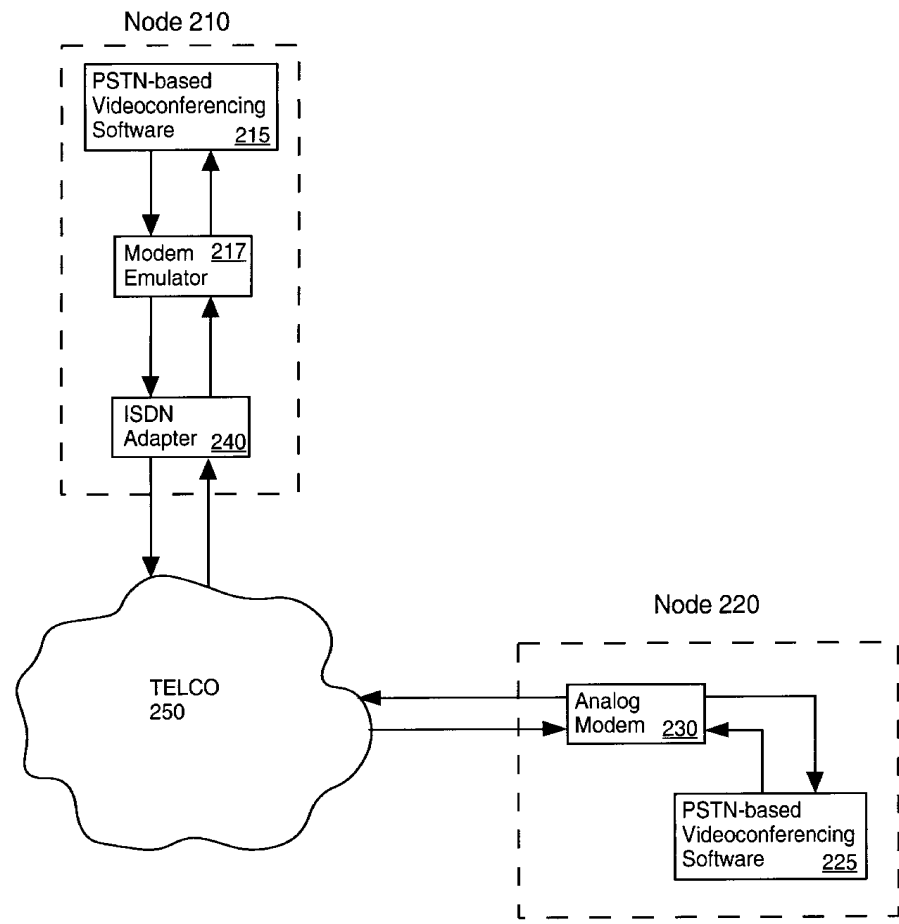 Node 210
PSTN-based
Videoconferencing
Software 215
Modem 217
Emulator
ISDN
Adapter 240
TELCO
250
Node 220
Analog
Modem 230
PSTN-based
Videoconferencing
Software 225